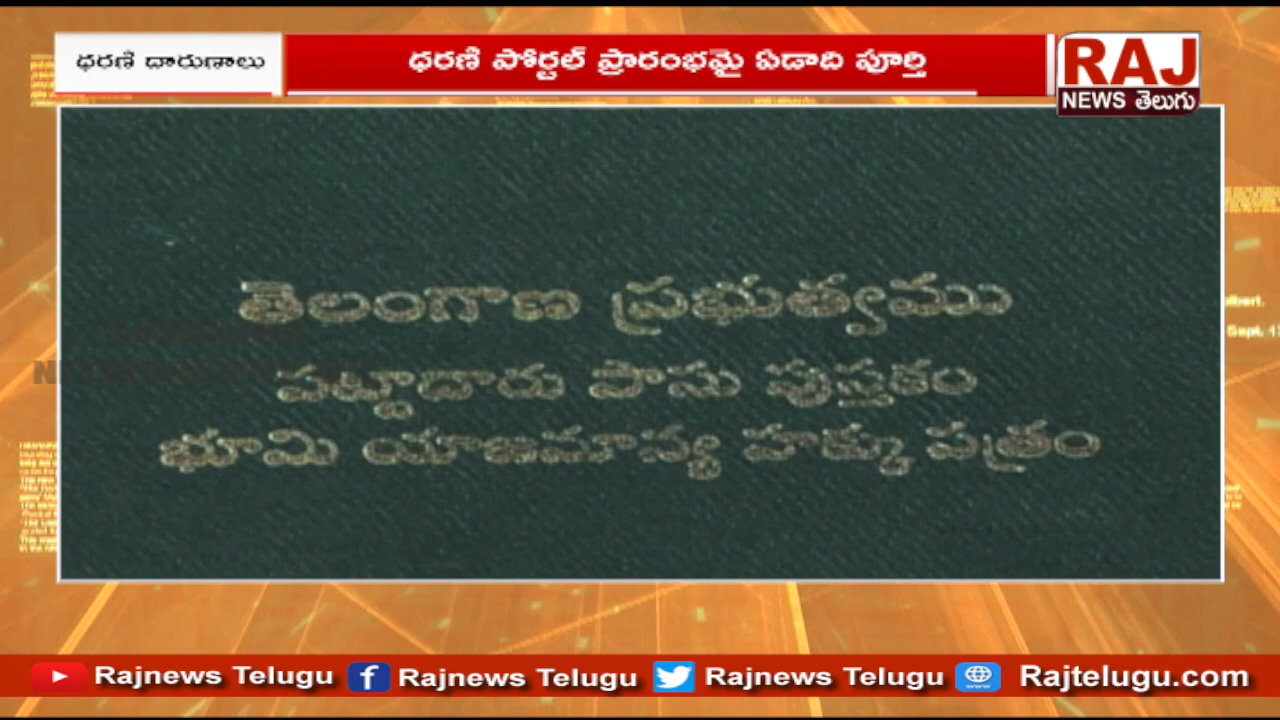 ధరణి దారుణాలు
ధరణి పోర్టల్ ప్రారంభమై ఏడాది పూర్తి
RAJ
NEWS తెలుగు
తెలంగాణ ప్రభుత్వము
పట్టాదారు పాసు పుస్తకం
భూమి యాజమాన్య హక్కు పత్రం
Rajnews Telugu
Rajnews Telugu
Rajnews Telugu
Rajtelugu.com